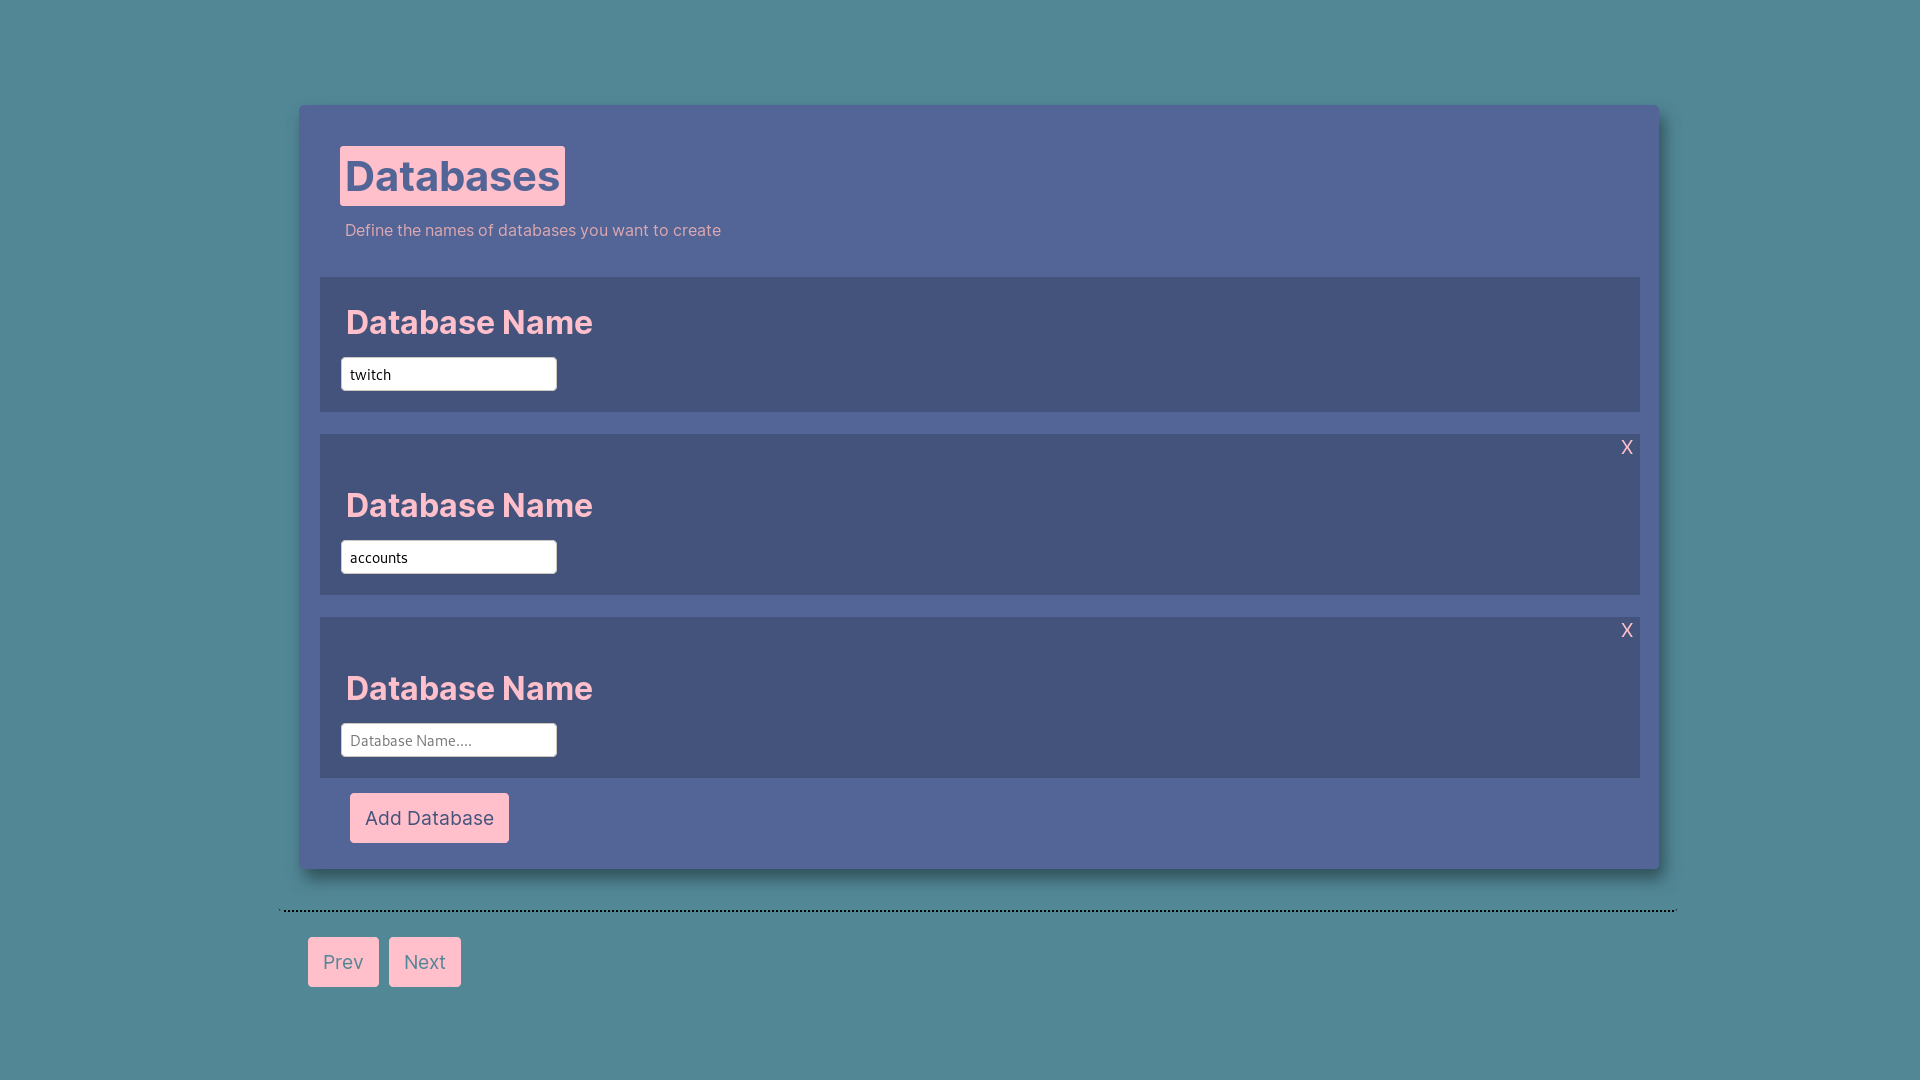 Databases
Define the names of databases you want to create
Database Name
twitch
X
Database Name
accounts
X
Database Name
Database Name....
Add Database
Prev Next